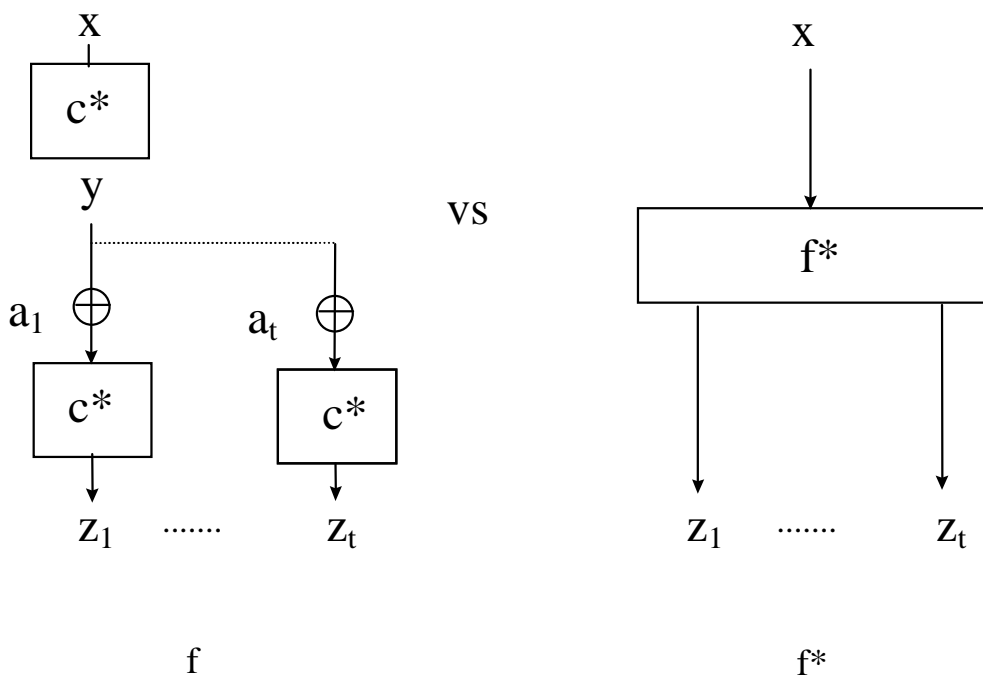 x
c*
y
a₁
aₜ
c*
c*
z₁ ....... zₜ
f
vs
x
f*
z₁ ....... zₜ
f*